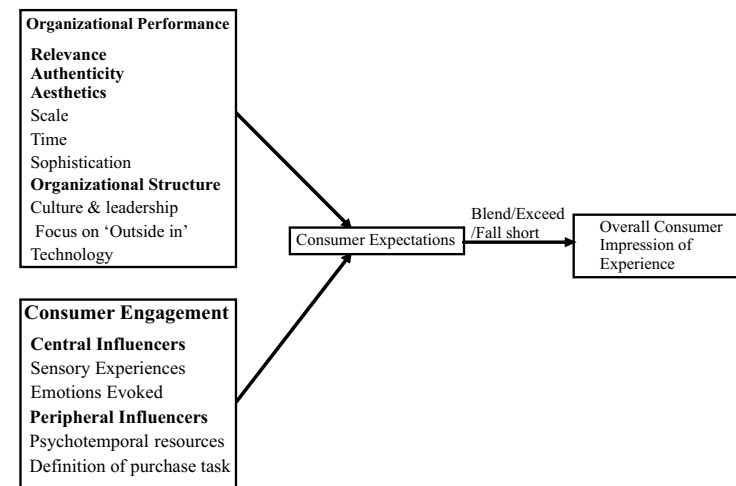 Organizational Performance
Relevance
Authenticity
Aesthetics
Scale
Time
Sophistication
Organizational Structure
Culture & leadership
Focus on ‘Outside in’
Technology
Consumer Engagement
Central Influencers
Sensory Experiences
Emotions Evoked
Peripheral Influencers
Psychotemporal resources
Definition of purchase task
Consumer Expectations
Blend/Exceed
/Fall short
Overall Consumer
Impression of
Experience